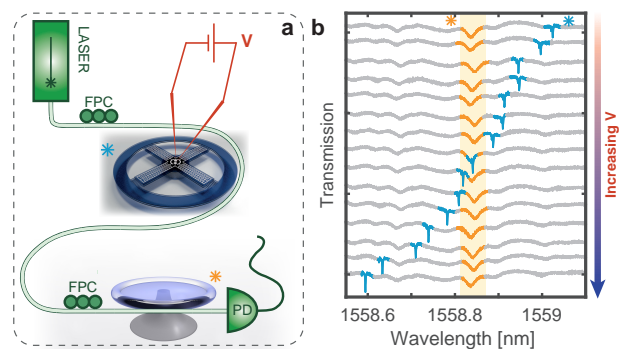 a
LASER
FPC
V
FPC
PD
b
Transmission
1558.6
1558.8
1559
Wavelength [nm]
Increasing V